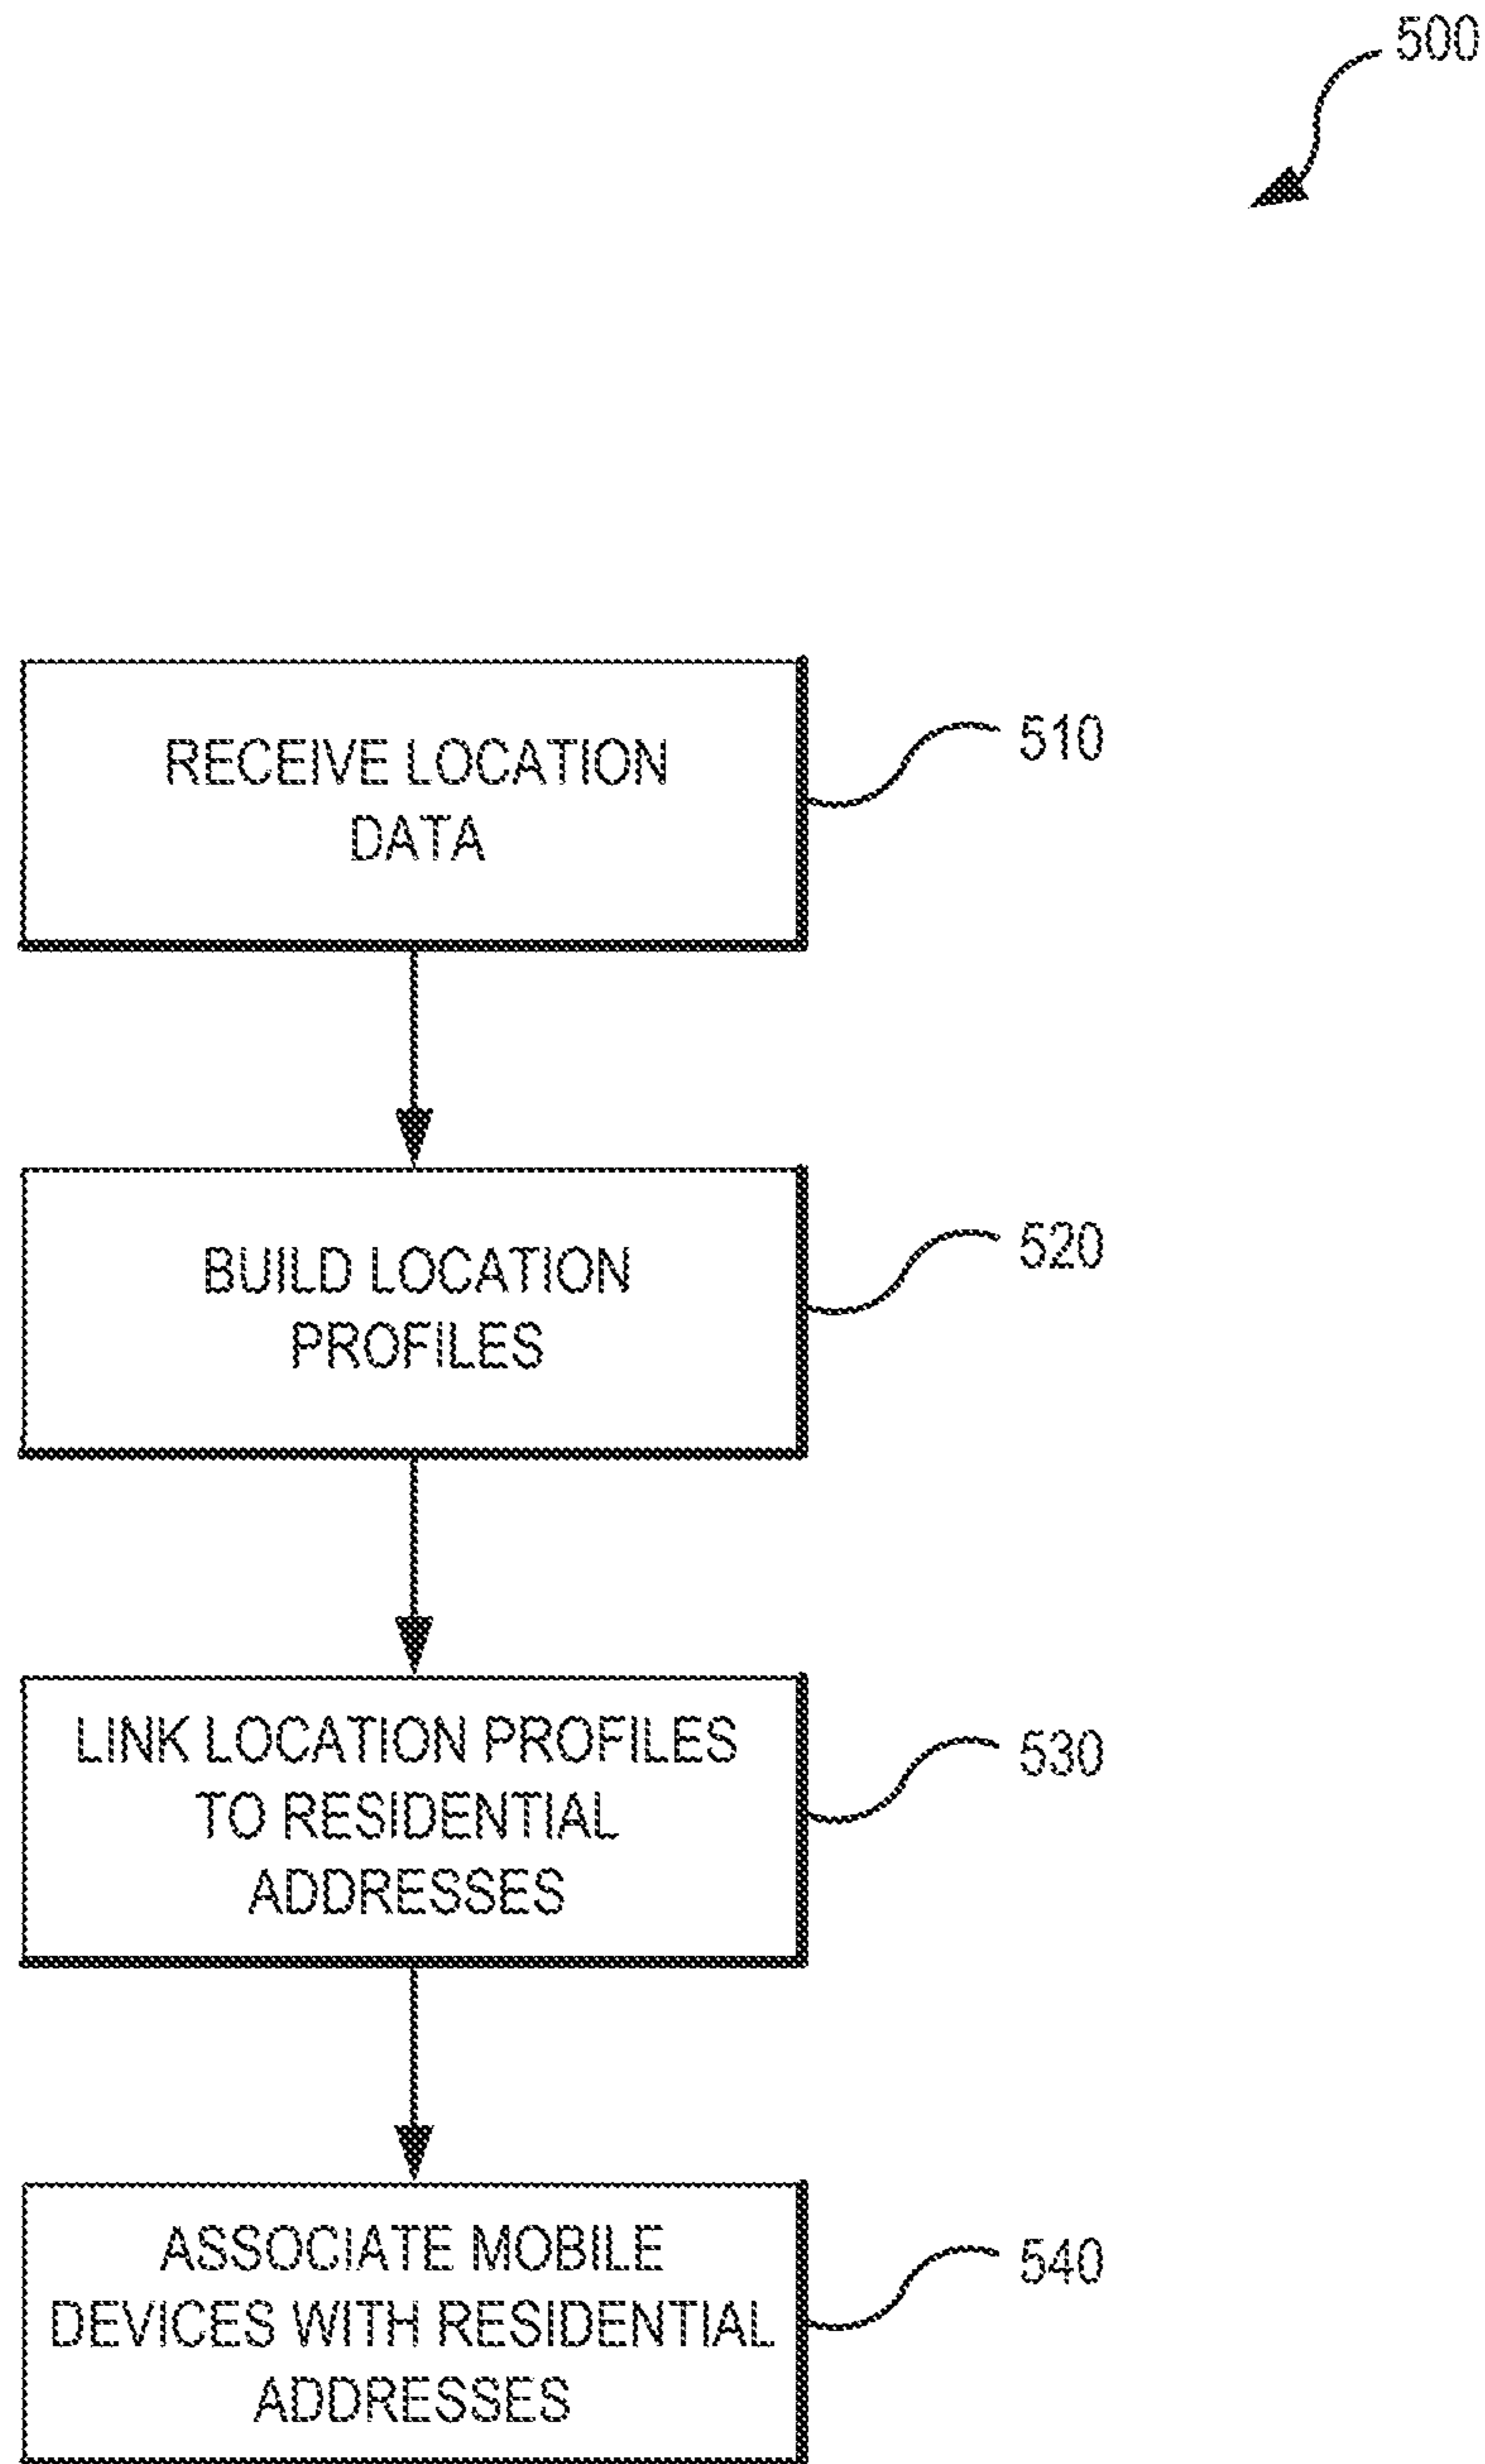 500
RECEIVE LOCATION
DATA
510
BUILD LOCATION
PROFILES
520
LINK LOCATION PROFILES
TO RESIDENTIAL
ADDRESSES
530
ASSOCIATE MOBILE
DEVICES WITH RESIDENTIAL
ADDRESSES
540